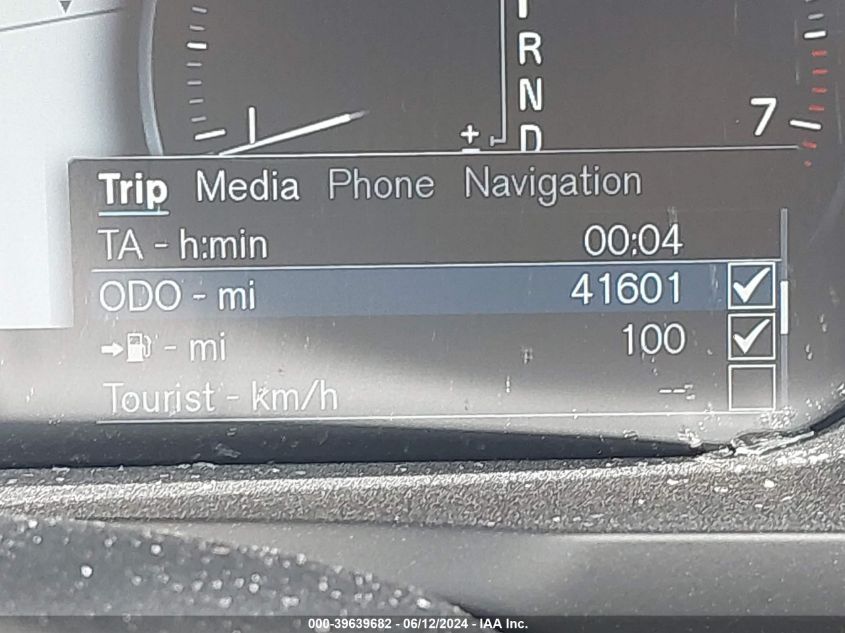 R
N
D
±
7
Trip Media Phone Navigation
TA - h:min 00:04
ODO - mi 41601
- mi 100
Tourist - km/h --
000-39639682 - 06/12/2024 - IAA Inc.